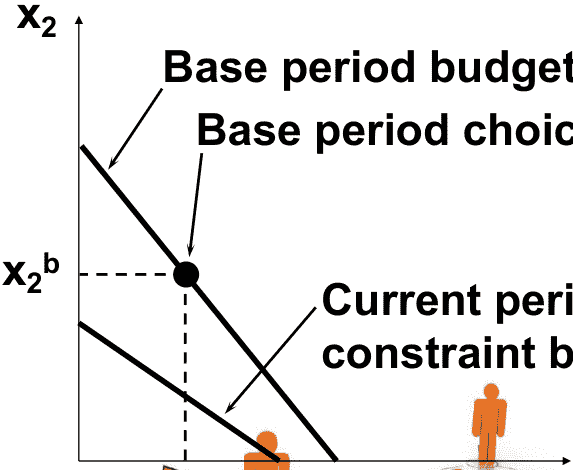 x2
Base period budget
Base period choic
x2b
Current peri
constraint b